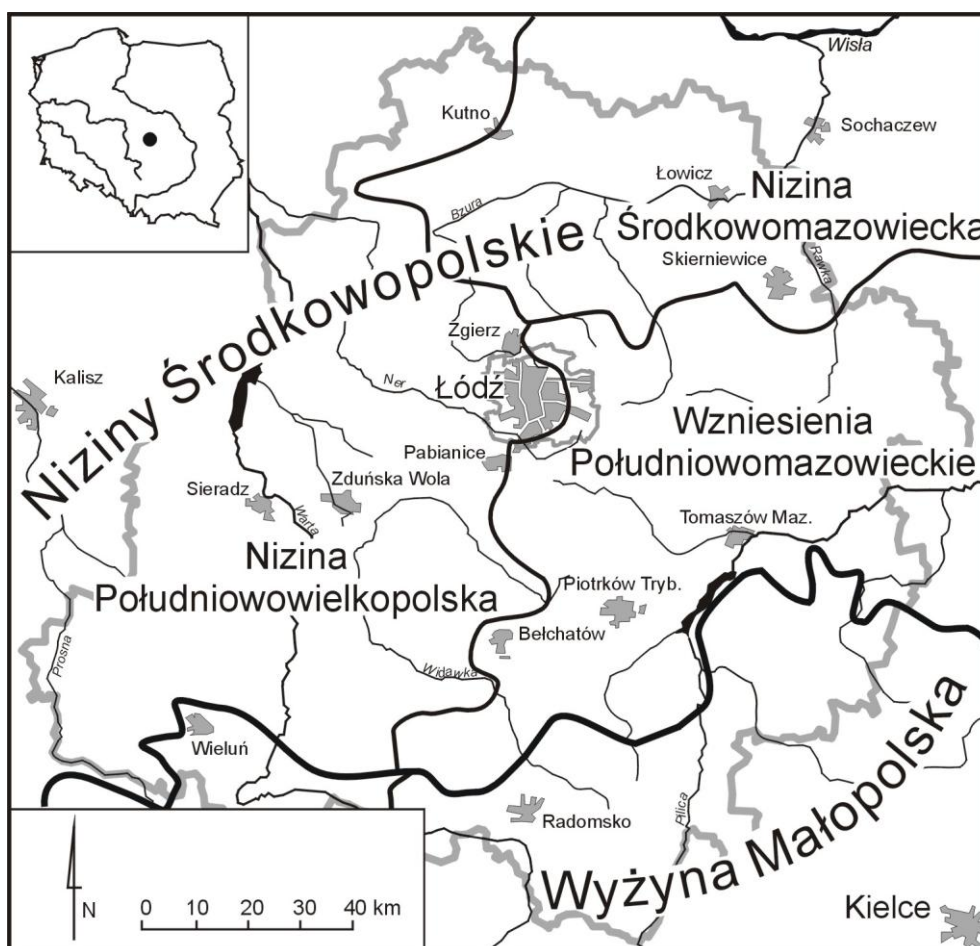 Wisła
Kutno
Sochaczew
Łowicz
Nizina
Środkowomazowiecka
Bzura
Skierniewice
Rawka
Niziny Środkowopolskie
Zgierz
Kalisz
Ner
Łódź
Wzniesienia
Południowomazowieckie
Pabianice
Sieradz
Zduńska Wola
Warta
Tomaszów Maz.
Nizina
Południowowielkopolska
Piotrków Tryb.
Bełchatów
Prosna
Widawka
Wieluń
Radomsko
Pilica
Wyżyna Małopolska
Kielce
N
0 10 20 40 km